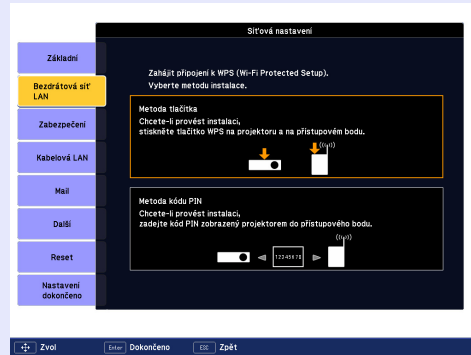 Síťová nastavení
Základní
Bezdrátová síť
LAN
Zabezpečení
Kabelová LAN
Mail
Další
Reset
Nastavení
dokončeno
Zahájit připojení k WPS (Wi-Fi Protected Setup).
Vyberte metodu instalace.
Metoda tlačítka
Chcete-li provést instalaci,
stiskněte tlačítko WPS na projektoru a na přístupovém bodu.
Metoda kódu PIN
Chcete-li provést instalaci,
zadejte kód PIN zobrazený projektorem do přístupového bodu.
12345678
Zvol
Enter Dokončeno
ESC Zpět